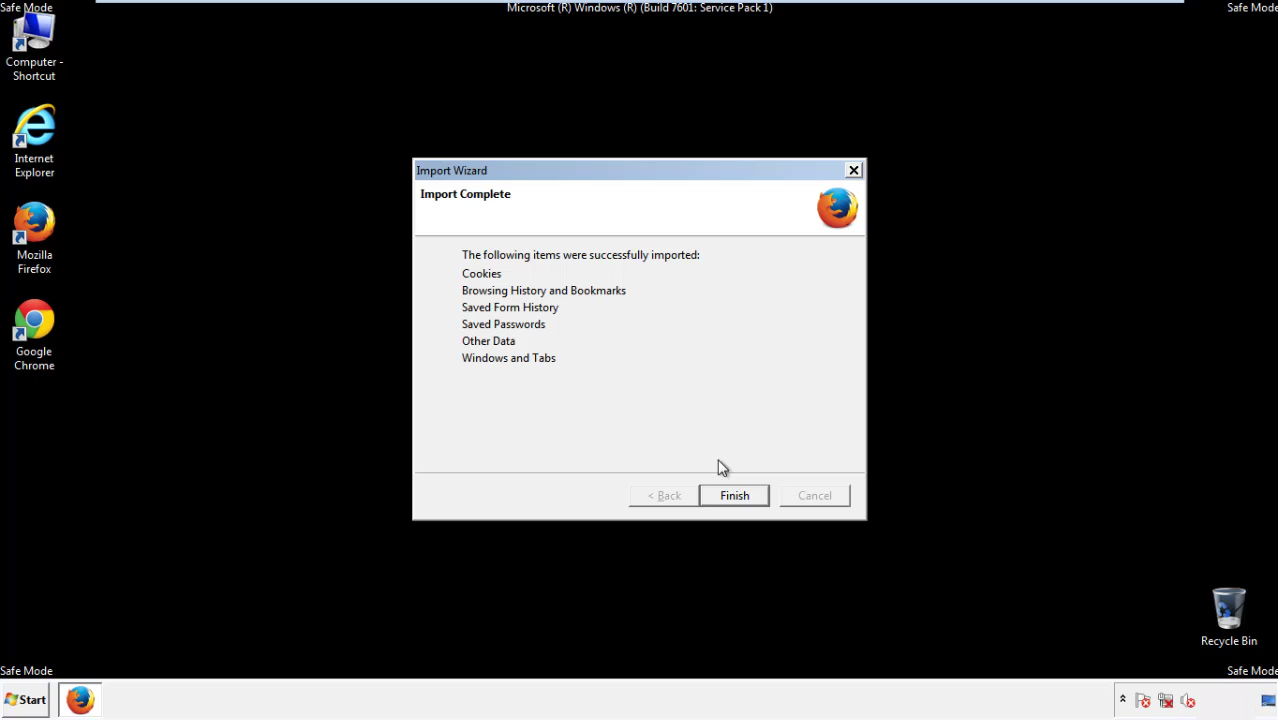 Safe Mode
Microsoft (R) Windows (R) (Build 7601: Service Pack 1)
Safe Mode
Computer -
Shortcut
Internet
Explorer
Mozilla
Firefox
Google
Chrome
Import Wizard
Import Complete
The following items were successfully imported:
Cookies
Browsing History and Bookmarks
Saved Form History
Saved Passwords
Other Data
Windows and Tabs
< Back
Finish
Cancel
Recycle Bin
Safe Mode
Safe Mode
Start